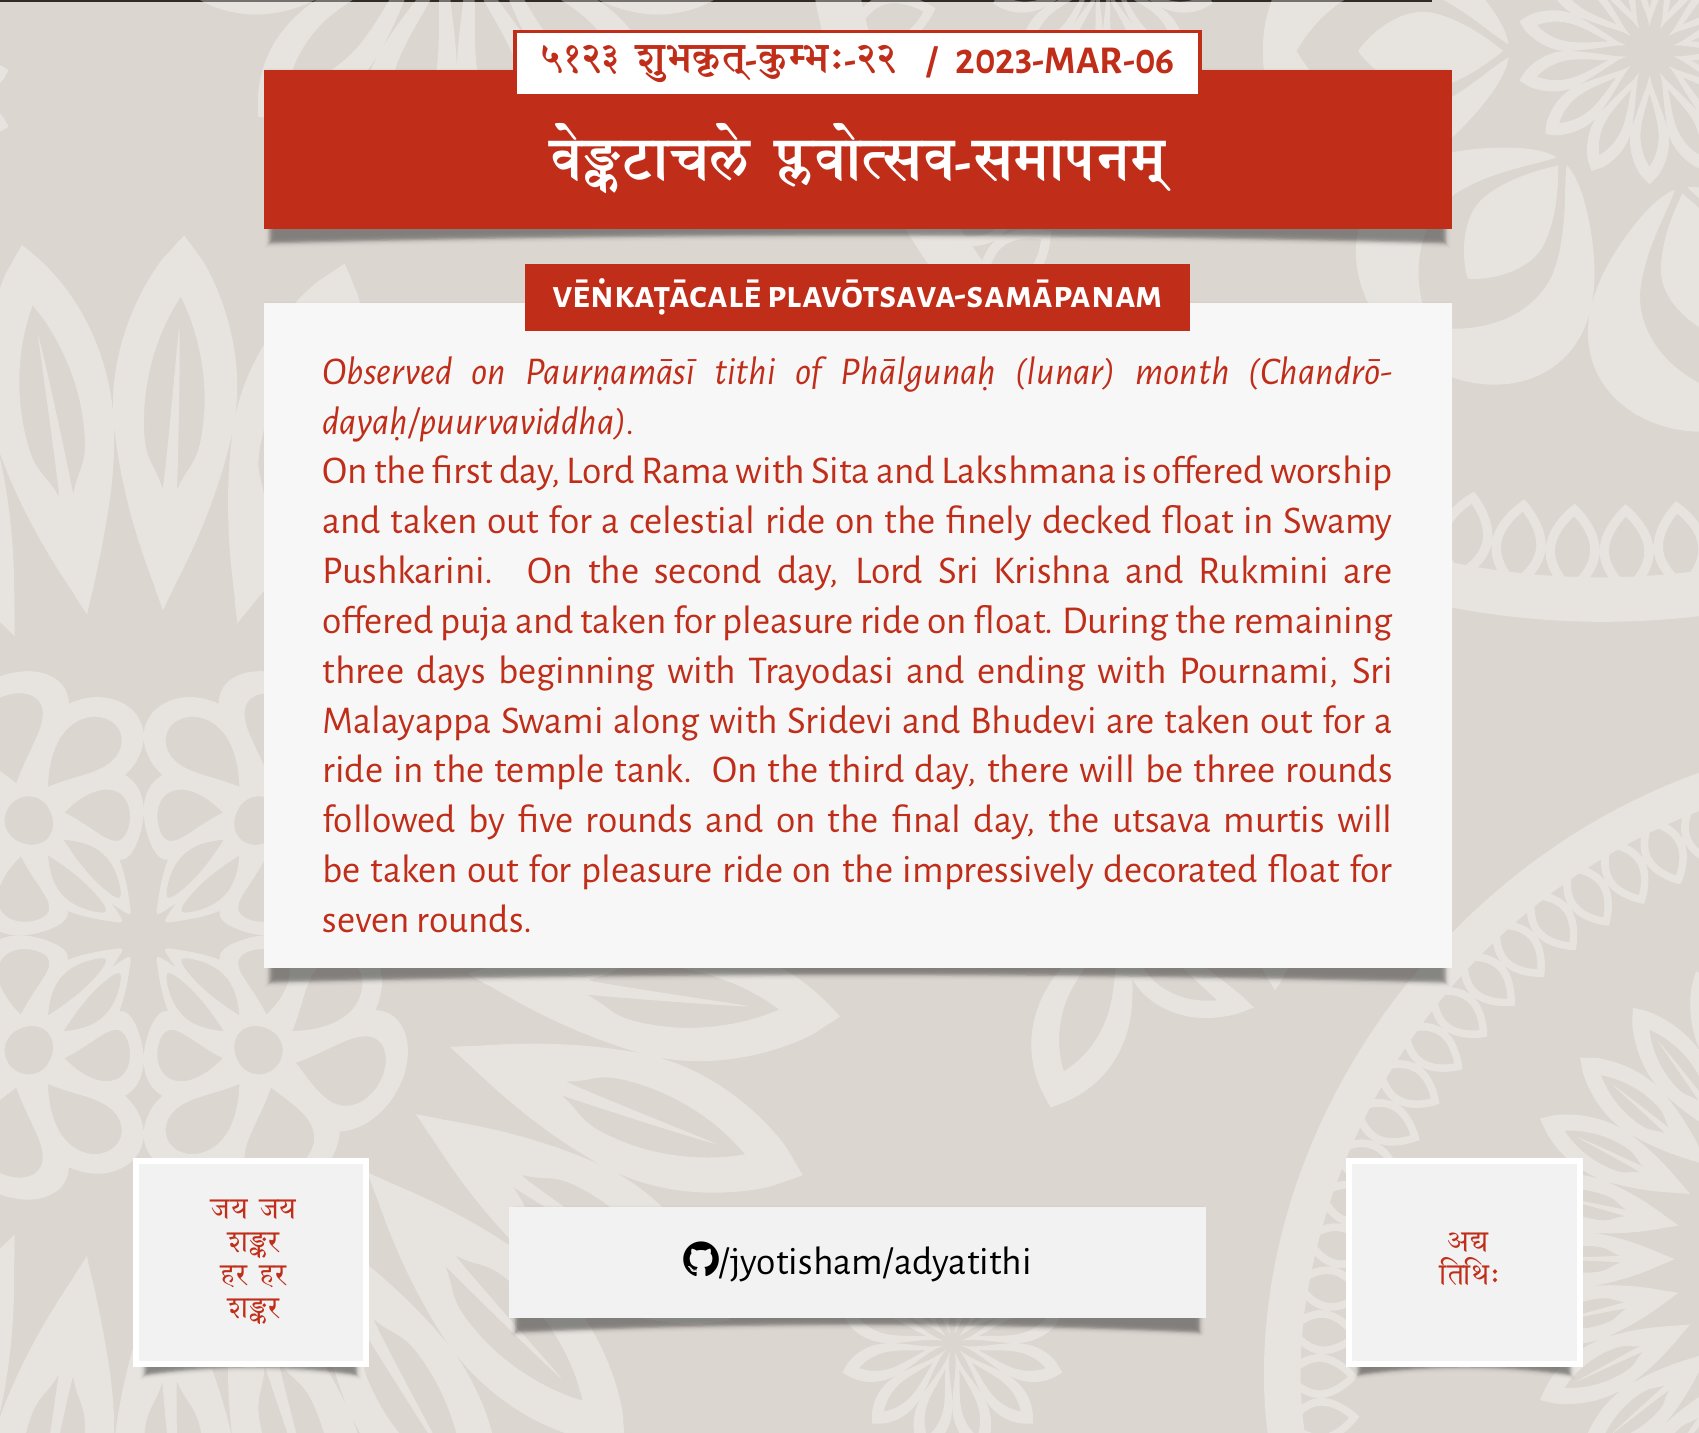 ५१२३ शुभकृत्-कुम्भः-२२ / 2023-MAR-06
वेङ्कटाचले प्लवोत्सव-समापनम्
VĒṄKAṬĀCALĒ PLAVŌTSAVA-SAMĀPANAM
Observed on Paurṇamāsī tithi of Phālgunaḥ (lunar) month (Chandrō-
dayaḥ/puurvaviddha).
On the first day, Lord Rama with Sita and Lakshmana is offered worship
and taken out for a celestial ride on the finely decked float in Swamy
Pushkarini. On the second day, Lord Sri Krishna and Rukmini are
offered puja and taken for pleasure ride on float. During the remaining
three days beginning with Trayodasi and ending with Pournami, Sri
Malayappa Swami along with Sridevi and Bhudevi are taken out for a
ride in the temple tank. On the third day, there will be three rounds
followed by five rounds and on the final day, the utsava murtis will
be taken out for pleasure ride on the impressively decorated float for
seven rounds.
जय जय
शङ्कर
हर हर
शङ्कर
/jyotisham/adyatithi
अद्य
तिथिः